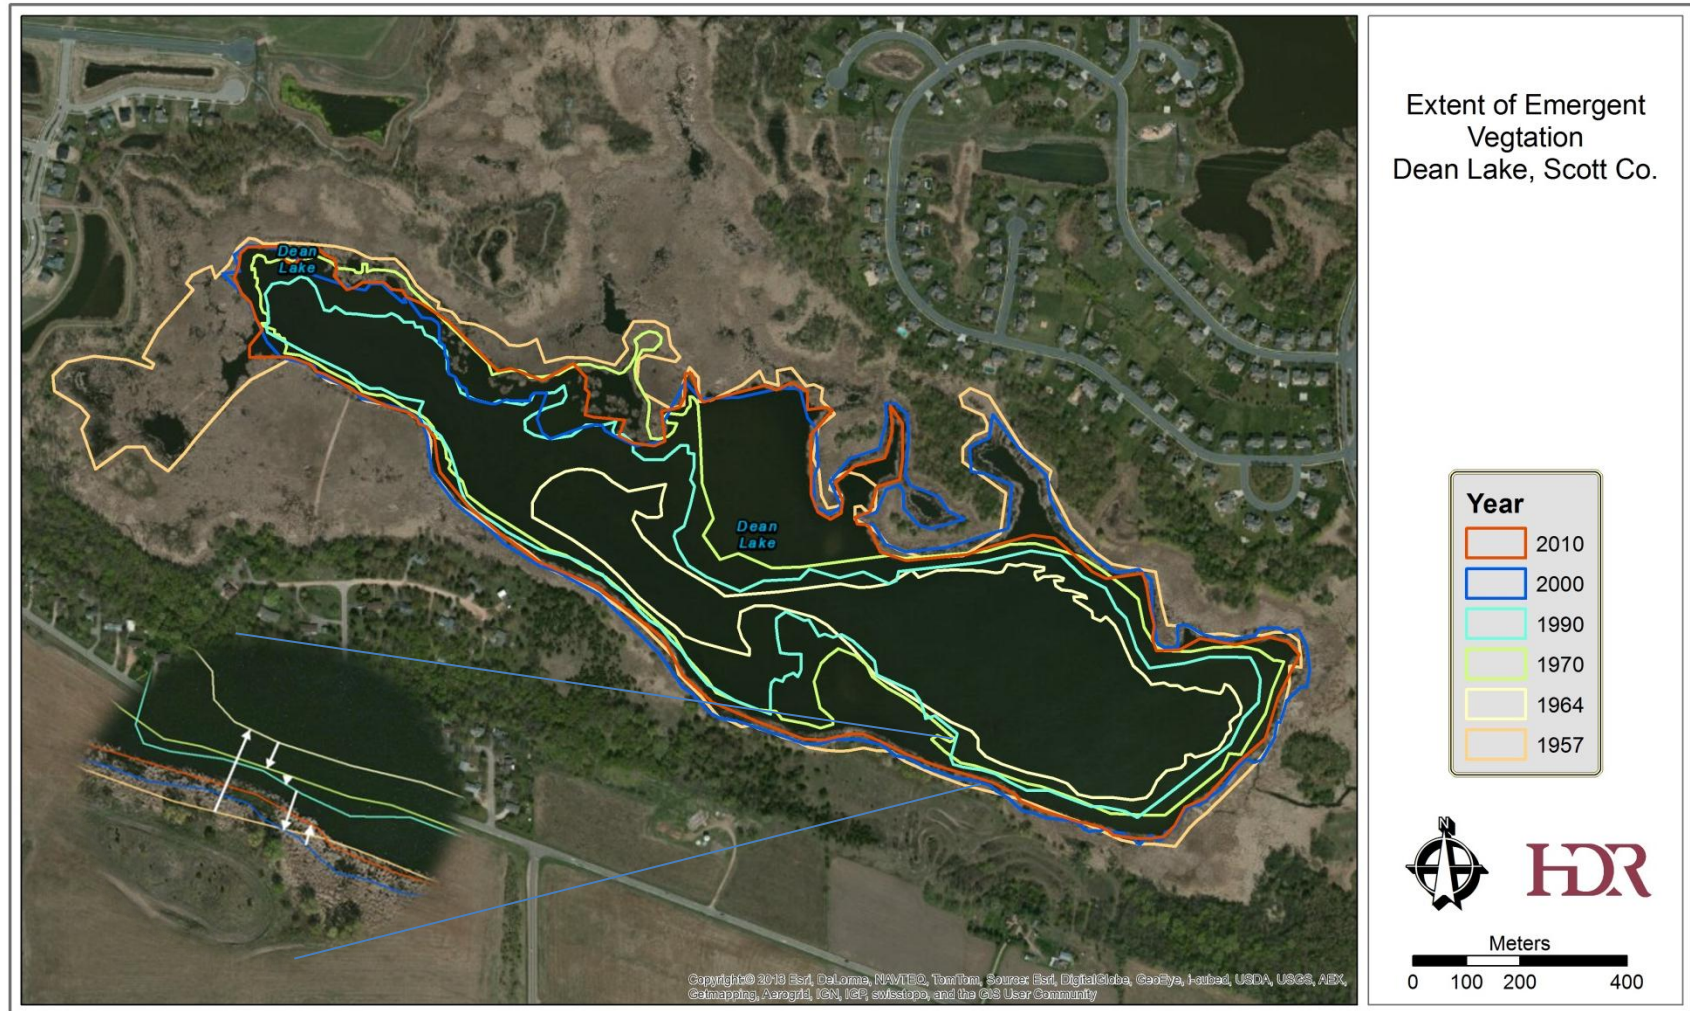 Extent of Emergent
Vegtation
Dean Lake, Scott Co.
Dean
Lake
Dean
Lake
Year
2010
2000
1990
1970
1964
1957
N
HDR
Meters
0 100 200 400
Copyright:© 2013 Esri, DeLorme, NAVTEQ, TomTom, Source: Esri, DigitalGlobe, GeoEye, i-cubed, USDA, USGS, AEX,
Getmapping, Aerogrid, IGN, IGP, swisstopo, and the GIS User Community